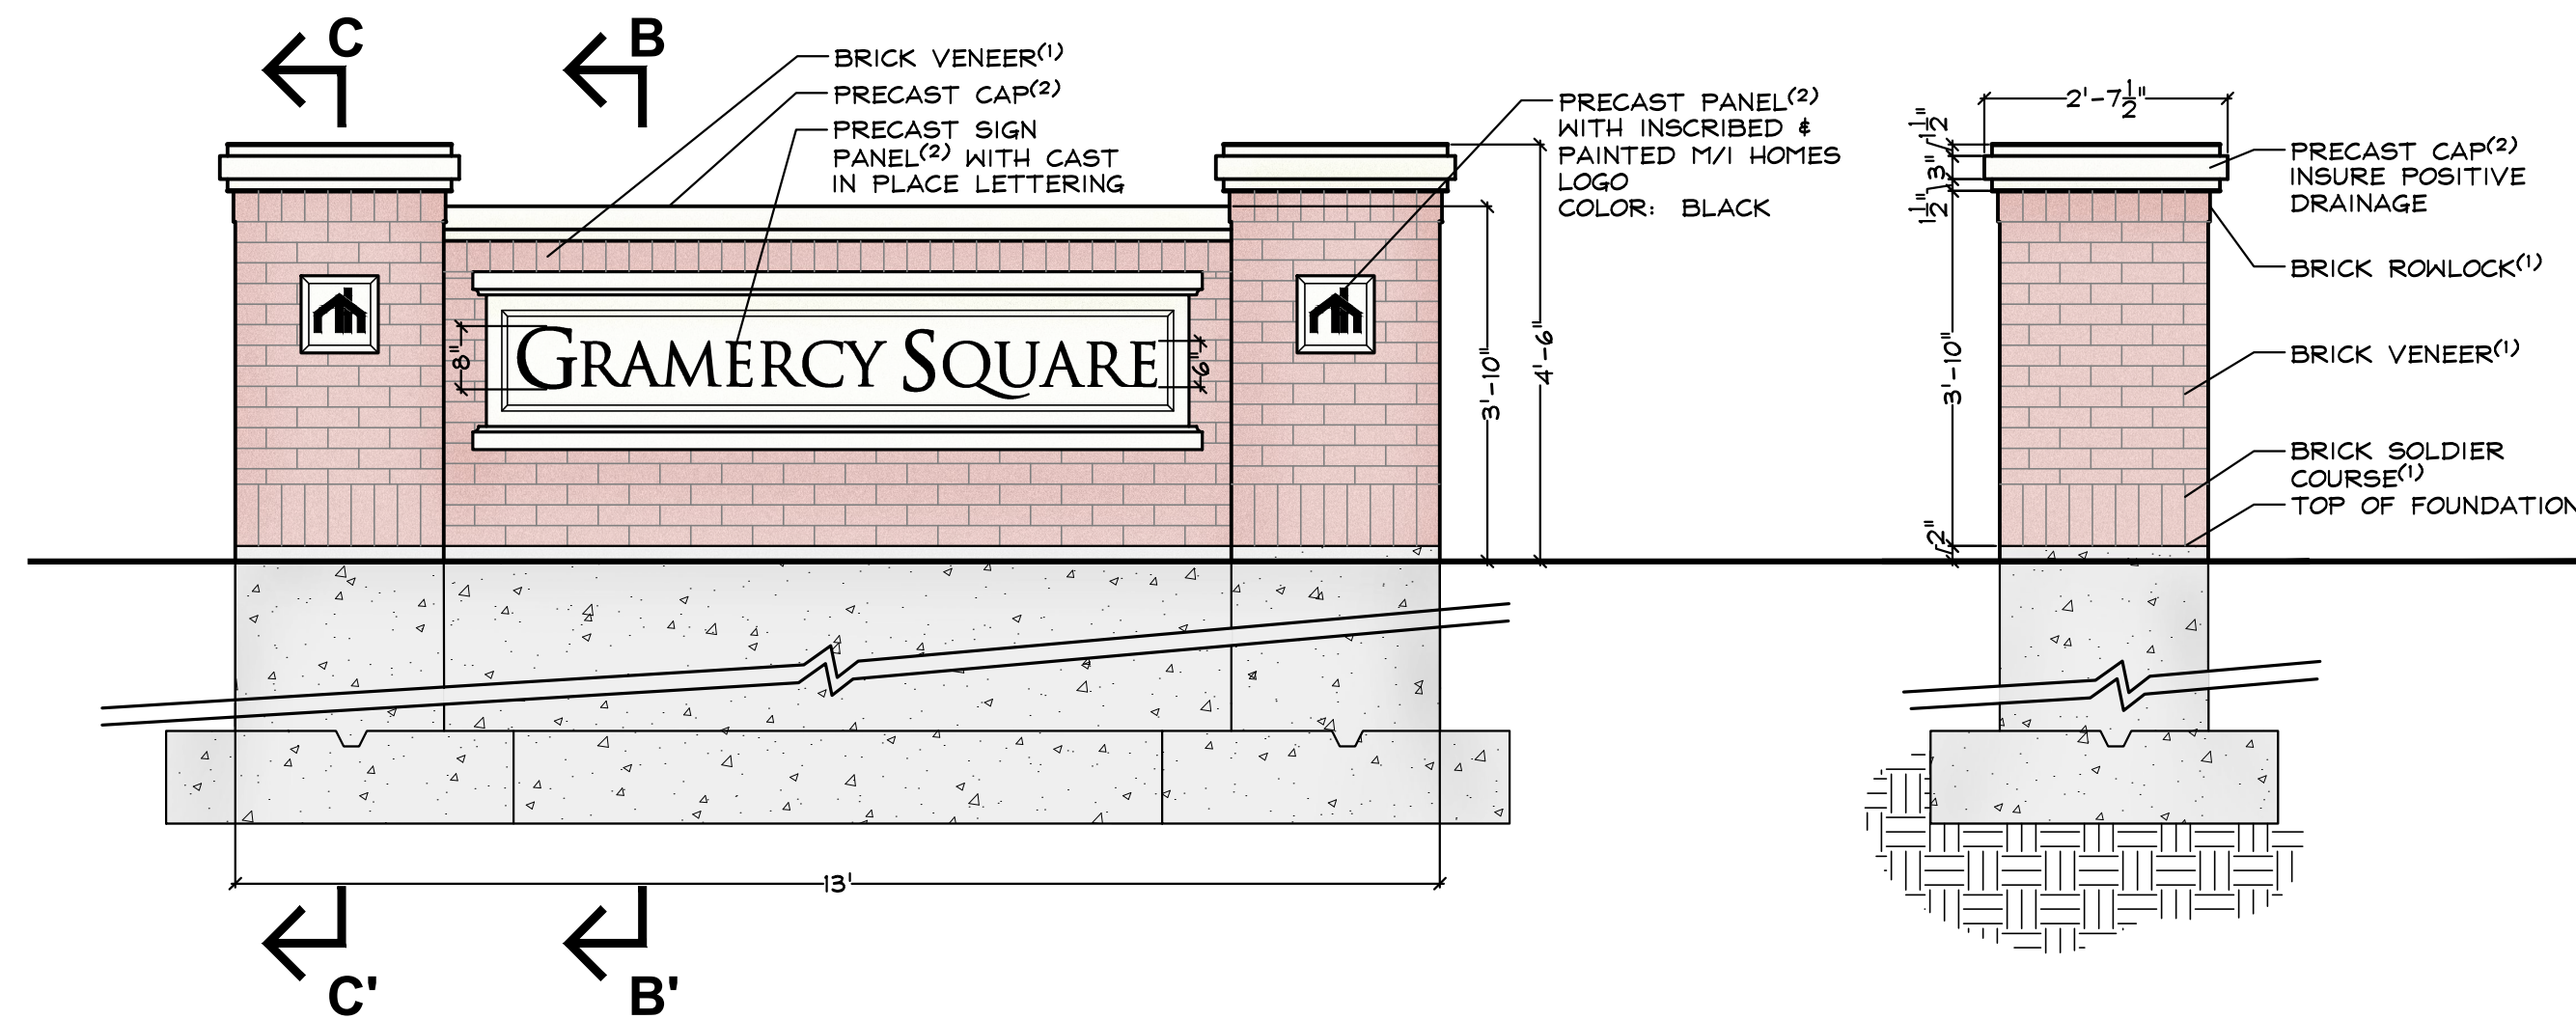 C
B
BRICK VENEER(1)
PRECAST CAP(2)
PRECAST SIGN
PANEL(2) WITH CAST
IN PLACE LETTERING
PRECAST PANEL(2)
WITH INSCRIBED &
PAINTED M/I HOMES
LOGO
COLOR: BLACK
GRAMERCY SQUARE
8"
6"
3'-10"
4'-6"
13'
C'
B'
2'-7 1/2"
1 1/2"
3"
1 1/2"
3'-10"
2"
PRECAST CAP(2)
INSURE POSITIVE
DRAINAGE
BRICK ROWLOCK(1)
BRICK VENEER(1)
BRICK SOLDIER
COURSE(1)
TOP OF FOUNDATION